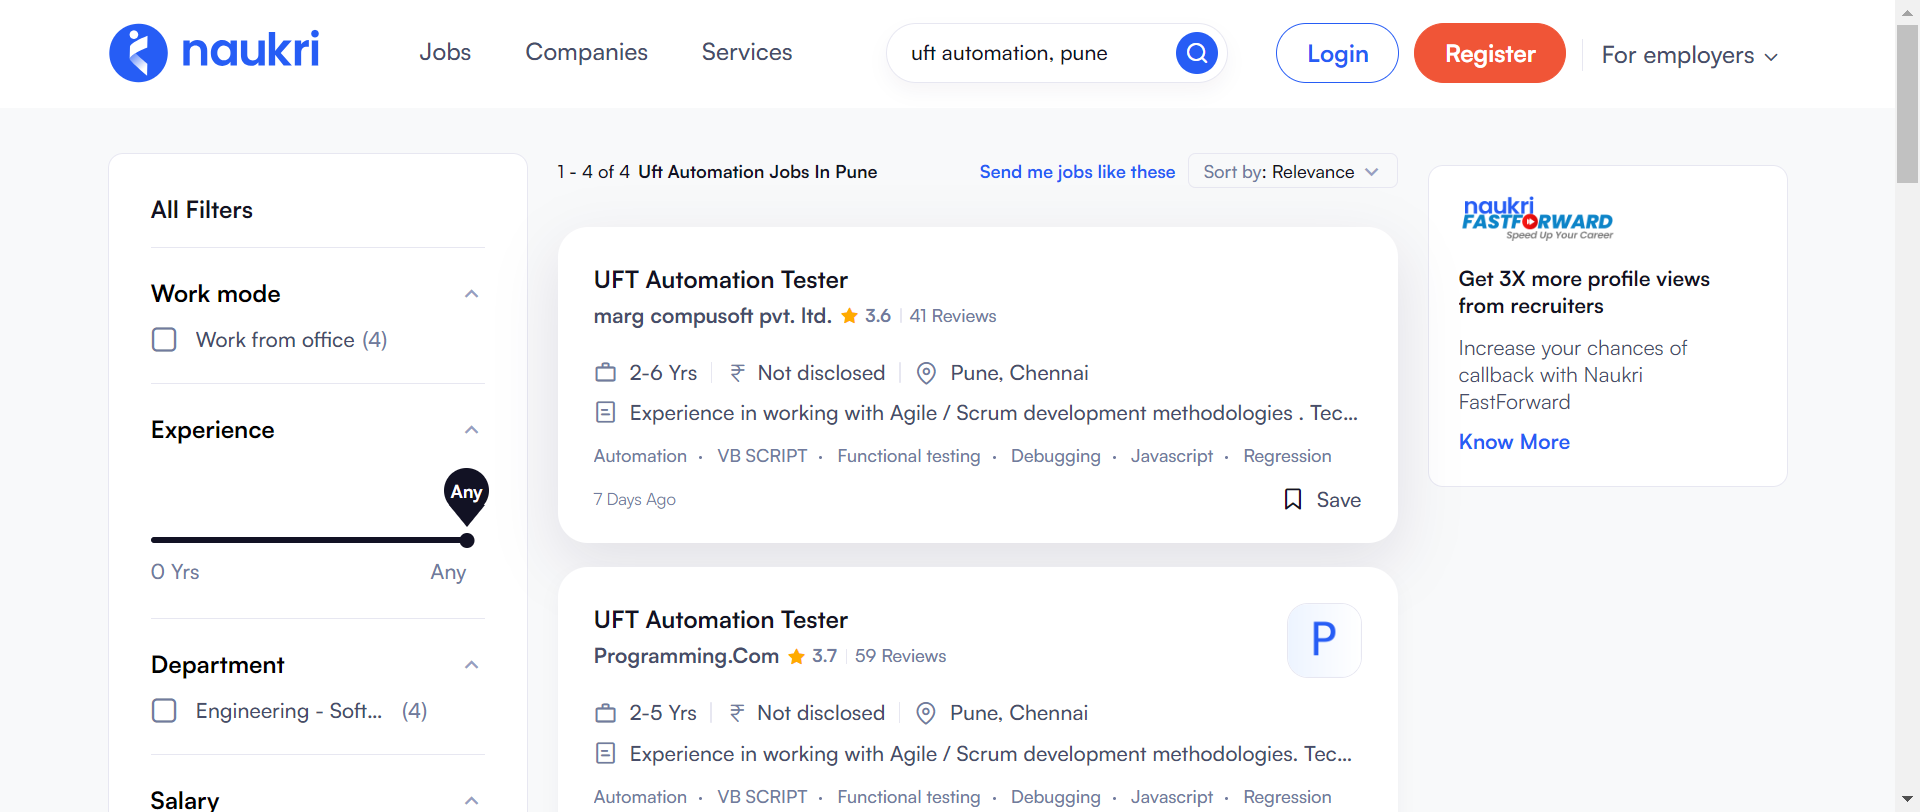 naukri
Jobs
Companies
Services
uft automation, pune
Login
Register
For employers
All Filters
Work mode
Work from office (4)
Experience
Any
0 Yrs
Any
Department
Engineering - Soft... (4)
Salary
1 - 4 of 4 Uft Automation Jobs In Pune
Send me jobs like these
Sort by: Relevance
UFT Automation Tester
marg compusoft pvt. ltd. 3.6 41 Reviews
2-6 Yrs ₹ Not disclosed Pune, Chennai
Experience in working with Agile / Scrum development methodologies . Tec...
Automation · VB SCRIPT · Functional testing · Debugging · Javascript · Regression
7 Days Ago
Save
UFT Automation Tester
Programming.Com 3.7 59 Reviews
P
2-5 Yrs ₹ Not disclosed Pune, Chennai
Experience in working with Agile / Scrum development methodologies. Tec...
Automation · VB SCRIPT · Functional testing · Debugging · Javascript · Regression
naukri
FASTFORWARD
Speed Up Your Career
Get 3X more profile views
from recruiters
Increase your chances of
callback with Naukri
FastForward
Know More